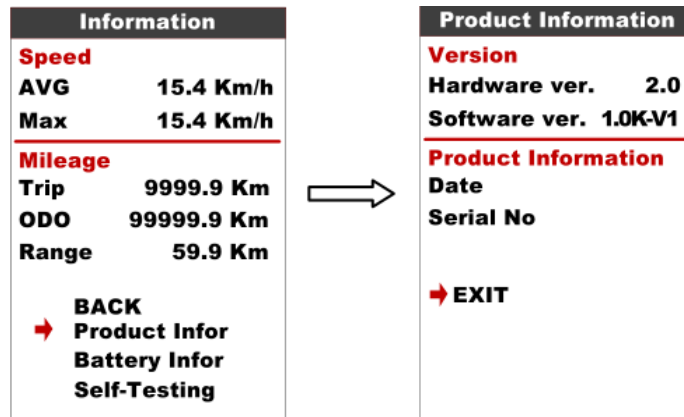 Information
Speed
AVG 15.4 Km/h
Max 15.4 Km/h
Mileage
Trip 9999.9 Km
ODO 99999.9 Km
Range 59.9 Km
BACK
Product Infor
Battery Infor
Self-Testing
Product Information
Version
Hardware ver. 2.0
Software ver. 1.0K-V1
Product Information
Date
Serial No
EXIT